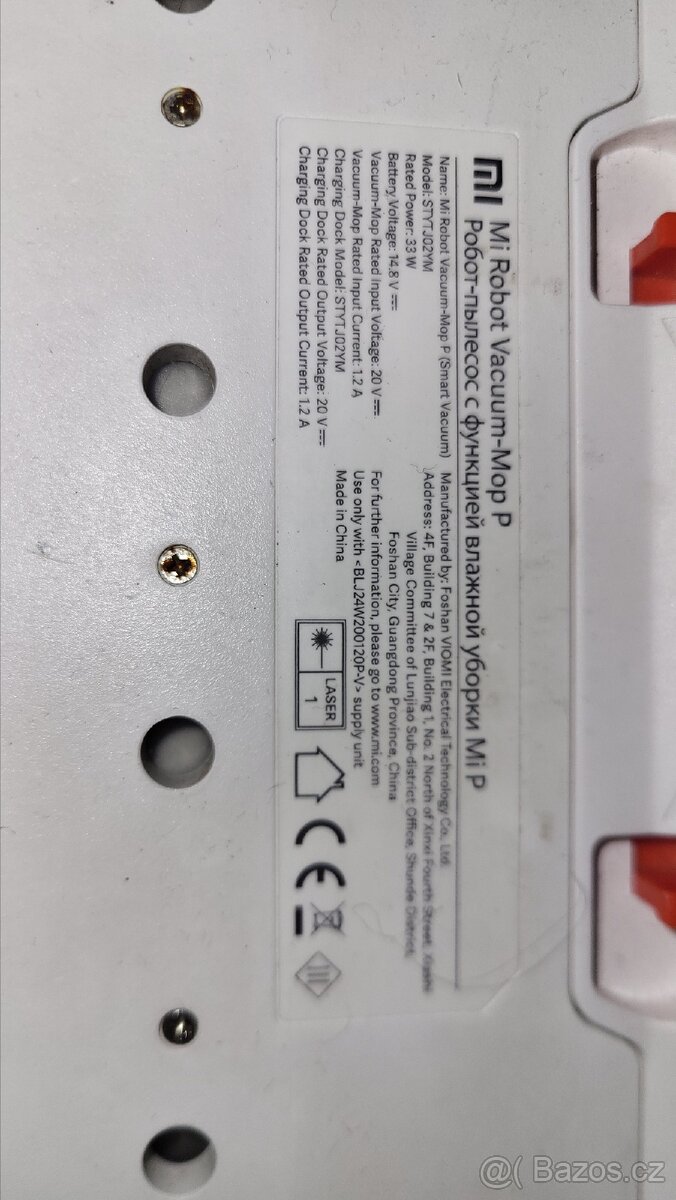 mi Mi Robot Vacuum-Mop P
Робот-пылесос с функцией влажной уборки Mi P
Name: Mi Robot Vacuum-Mop P (Smart Vacuum)
Model: STYTJ02YM
Rated Power: 33 W
Battery Voltage: 14.8 V ⎓
Vacuum-Mop Rated Input Voltage: 20 V ⎓
Vacuum-Mop Rated Input Current: 1.2 A
Charging Dock Model: STYTJ02YM
Charging Dock Rated Output Voltage: 20 V ⎓
Charging Dock Rated Output Current: 1.2 A
Manufactured by: Foshan VIOMI Electrical Technology Co., Ltd.
Address: 4F, Building 7 & 2F, Building 1, No. 2 North of Xinxi Fourth Street,
Village Committee of Lunjiao Sub-district Office, Shunde District,
Foshan City, Guangdong Province, China
For further information, please go to www.mi.com
Use only with <BLJ24W200120P-V> supply unit
Made in China
LASER
1
CE
@( Bazoš.cz